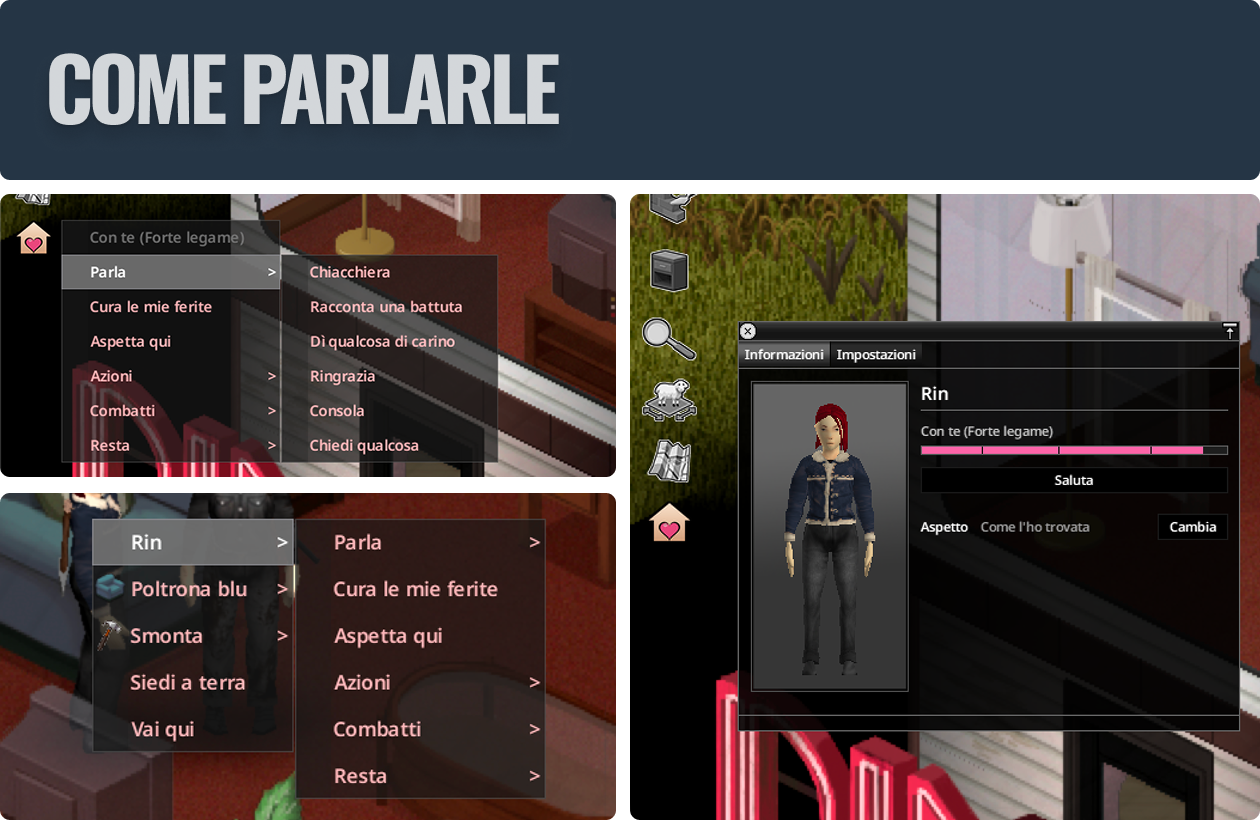 COME PARLARLE
Con te (Forte legame)
Parla >
Cura le mie ferite
Aspetta qui
Azioni >
Combatti >
Resta >
Chiacchiera
Racconta una battuta
Dì qualcosa di carino
Ringrazia
Consola
Chiedi qualcosa
Rin >
Poltrona blu >
Smonta >
Siedi a terra
Vai qui
Parla >
Cura le mie ferite
Aspetta qui
Azioni >
Combatti >
Resta >
Informazioni Impostazioni
Rin
Con te (Forte legame)
Saluta
Aspetto Come l'ho trovata Cambia